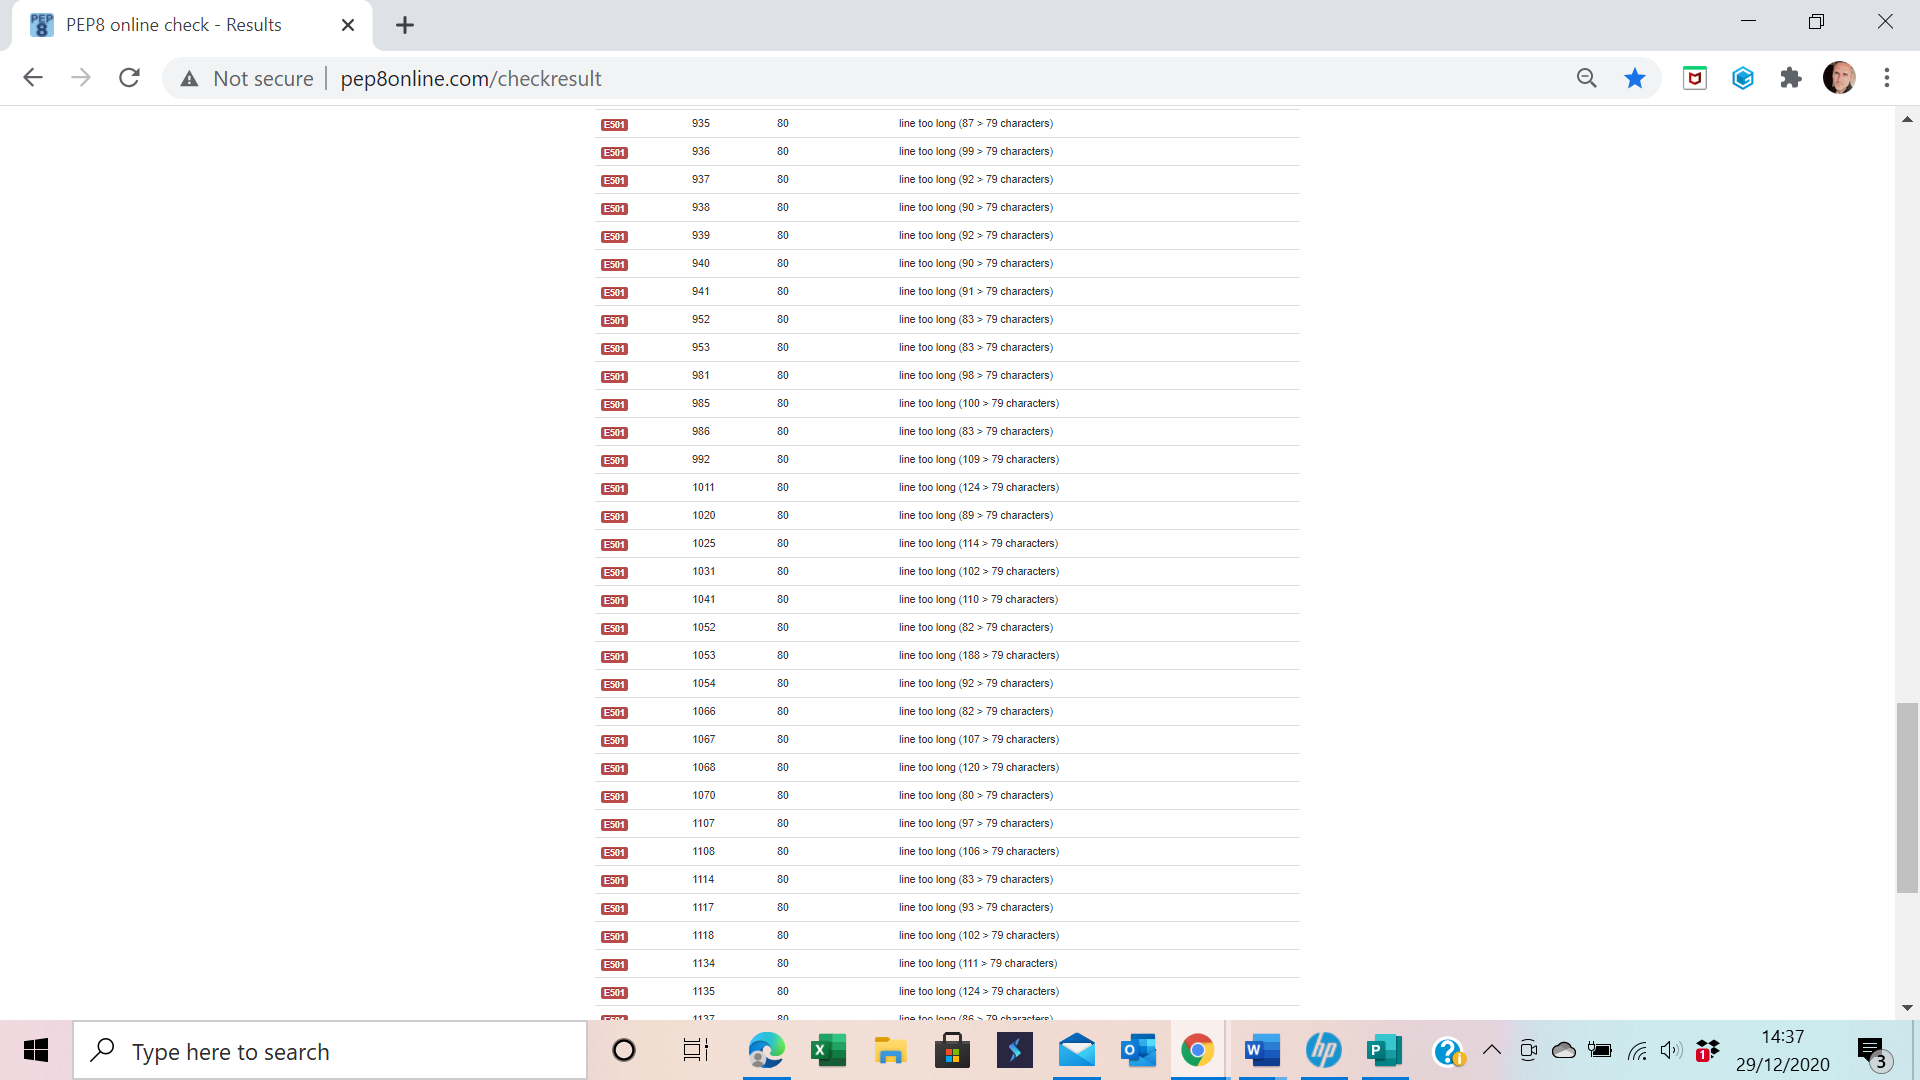 PEP8 online check - Results
Not secure pep8online.com/checkresult
E501 935 80 line too long (87 > 79 characters)
E501 936 80 line too long (99 > 79 characters)
E501 937 80 line too long (92 > 79 characters)
E501 938 80 line too long (90 > 79 characters)
E501 939 80 line too long (92 > 79 characters)
E501 940 80 line too long (90 > 79 characters)
E501 941 80 line too long (91 > 79 characters)
E501 952 80 line too long (83 > 79 characters)
E501 953 80 line too long (83 > 79 characters)
E501 981 80 line too long (98 > 79 characters)
E501 985 80 line too long (100 > 79 characters)
E501 986 80 line too long (83 > 79 characters)
E501 992 80 line too long (109 > 79 characters)
E501 1011 80 line too long (124 > 79 characters)
E501 1020 80 line too long (89 > 79 characters)
E501 1025 80 line too long (114 > 79 characters)
E501 1031 80 line too long (102 > 79 characters)
E501 1041 80 line too long (110 > 79 characters)
E501 1052 80 line too long (82 > 79 characters)
E501 1053 80 line too long (188 > 79 characters)
E501 1054 80 line too long (92 > 79 characters)
E501 1066 80 line too long (82 > 79 characters)
E501 1067 80 line too long (107 > 79 characters)
E501 1068 80 line too long (120 > 79 characters)
E501 1070 80 line too long (80 > 79 characters)
E501 1107 80 line too long (97 > 79 characters)
E501 1108 80 line too long (106 > 79 characters)
E501 1114 80 line too long (83 > 79 characters)
E501 1117 80 line too long (93 > 79 characters)
E501 1118 80 line too long (102 > 79 characters)
E501 1134 80 line too long (111 > 79 characters)
E501 1135 80 line too long (124 > 79 characters)
E501 1137 80 line too long (86 > 79 characters)
Type here to search
14:37
29/12/2020
3